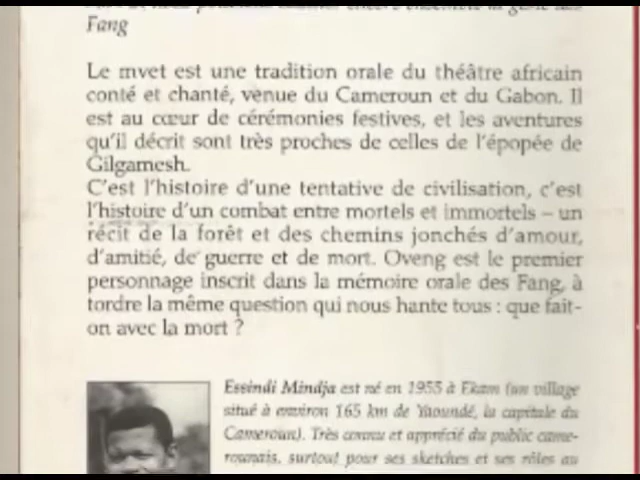 Fang
Le mvet est une tradition orale du théâtre africain
conté et chanté, venue du Cameroun et du Gabon. Il
est au cœur de cérémonies festives, et les aventures
qu'il décrit sont très proches de celles de l'épopée de
Gilgamesh.
C'est l'histoire d'une tentative de civilisation, c'est
l'histoire d'un combat entre mortels et immortels – un
récit de la forêt et des chemins jonchés d'amour,
d'amitié, de guerre et de mort. Oveng est le premier
personnage inscrit dans la mémoire orale des Fang, à
tordre la même question qui nous hante tous : que fait-
on avec la mort ?
Essindi Mindja est né en 1955 à Ekam (un village
situé à environ 165 km de Yaoundé, la capitale du
Cameroun). Très connu et apprécié du public came-
rounais, surtout pour ses sketches et ses rôles au